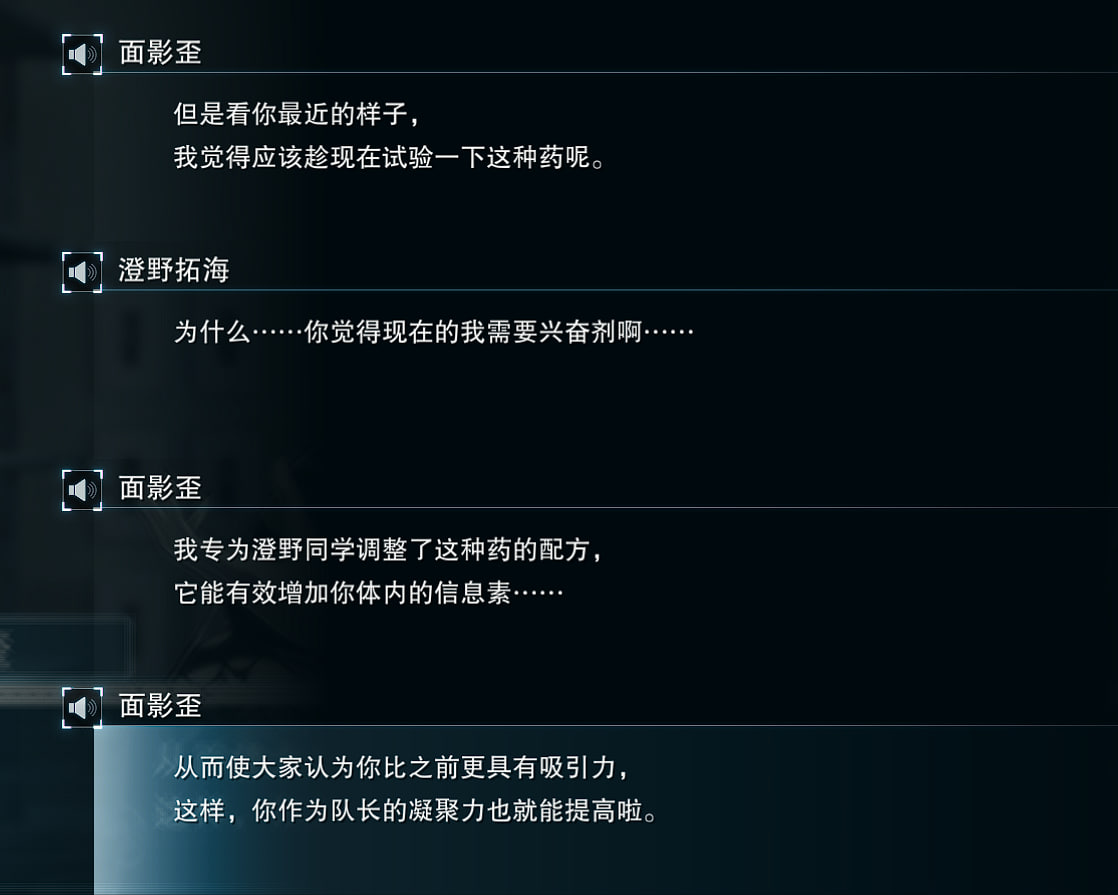 面影歪
但是看你最近的样子，
我觉得应该趁现在试验一下这种药呢。
澄野拓海
为什么……你觉得现在的我需要兴奋剂啊……
面影歪
我专为澄野同学调整了这种药的配方，
它能有效增加你体内的信息素……
面影歪
从而使大家认为你比之前更具有吸引力，
这样，你作为队长的凝聚力也就能提高啦。